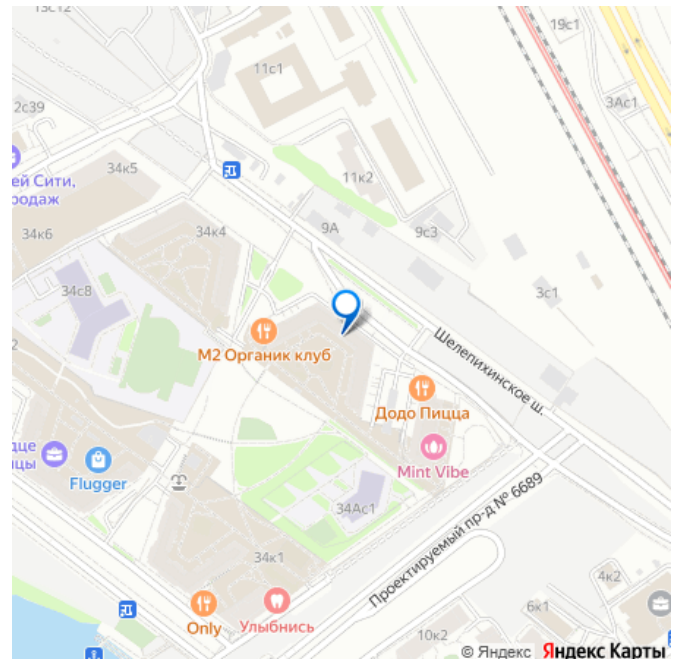 13с12
19с1
11с1
3Ас1
2с39
34к5
11к2
ей Сити,
родаж
34к6
34к4
9А
9с3
34с8
3с1
М2 Органик клуб
Шелепихинское ш.
Додо Пицца
дце
цы
Flugger
Mint Vibe
34Ас1
Проектируемый пр-д № 6689
34к1
4к2
6к1
Only
Улыбнись
10к2
© Яндекс Яндекс Карты